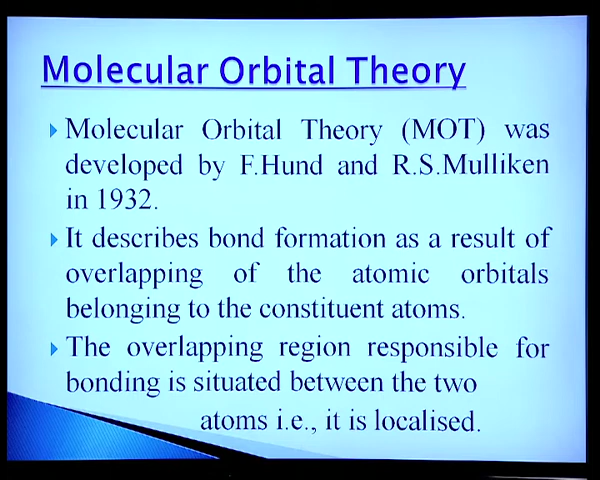 Molecular Orbital Theory
Molecular Orbital Theory (MOT) was
developed by F.Hund and R.S.Mulliken
in 1932.
It describes bond formation as a result of
overlapping of the atomic orbitals
belonging to the constituent atoms.
The overlapping region responsible for
bonding is situated between the two
atoms i.e., it is localised.